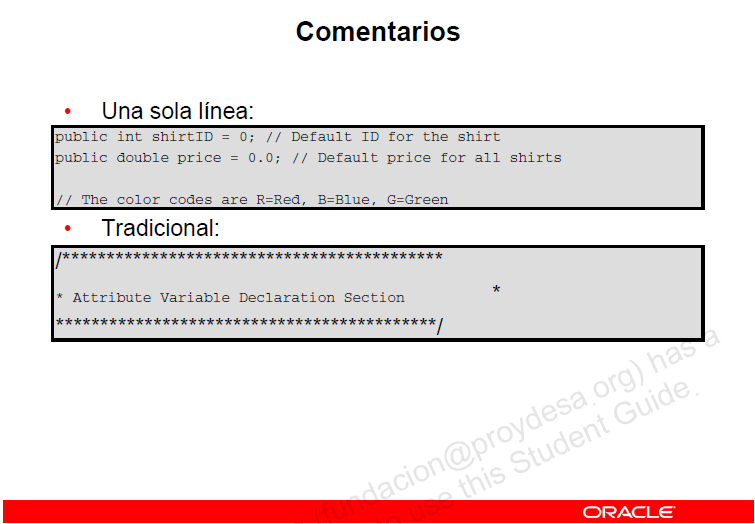 Comentarios
• Una sola línea:
public int shirtID = 0; // Default ID for the shirt
public double price = 0.0; // Default price for all shirts
// The color codes are R=Red, B=Blue, G=Green
• Tradicional:
/*******************************************
* Attribute Variable Declaration Section *
*******************************************/
(fundacion@proydesa.org) has a
use this Student Guide.
ORACLE